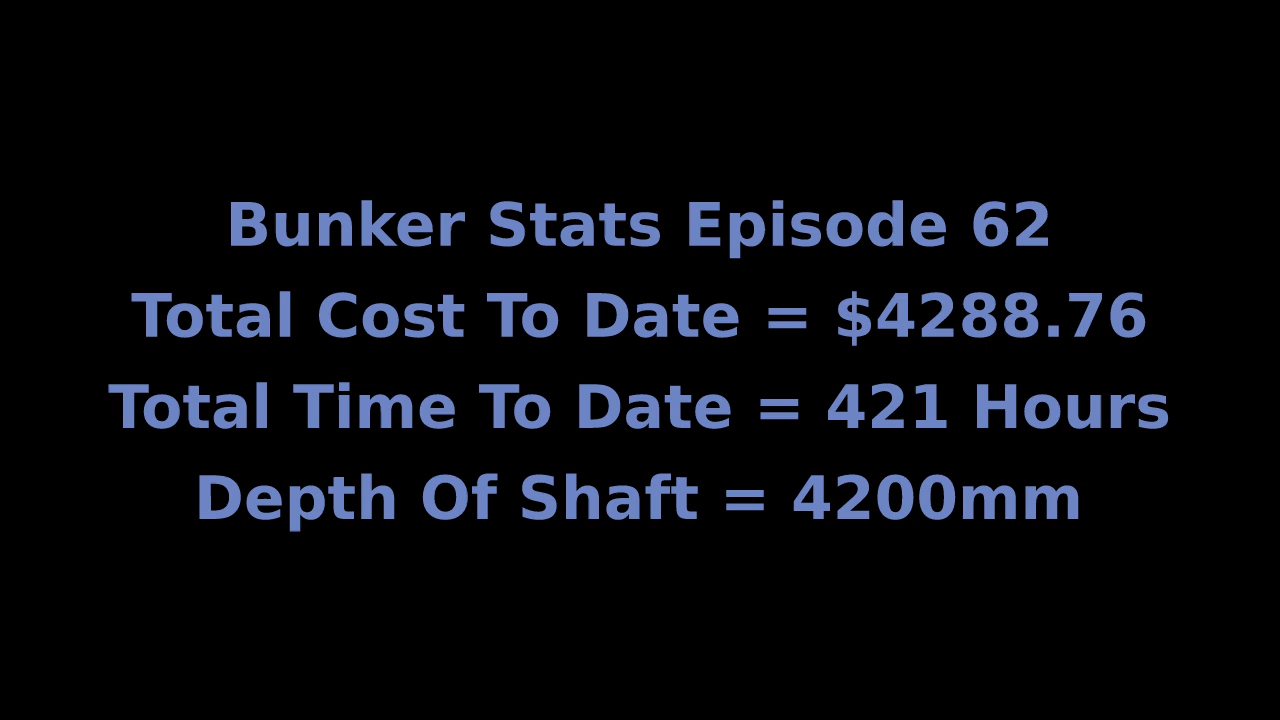 Bunker Stats Episode 62
Total Cost To Date = $4288.76
Total Time To Date = 421 Hours
Depth Of Shaft = 4200mm